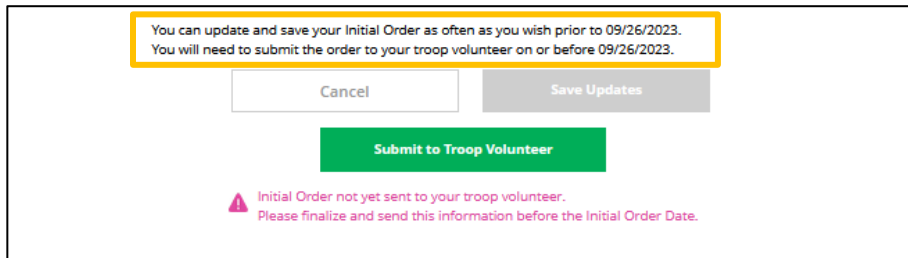 You can update and save your Initial Order as often as you wish prior to 09/26/2023.
You will need to submit the order to your troop volunteer on or before 09/26/2023.
Cancel
Save Updates
Submit to Troop Volunteer
Initial Order not yet sent to your troop volunteer.
Please finalize and send this information before the Initial Order Date.